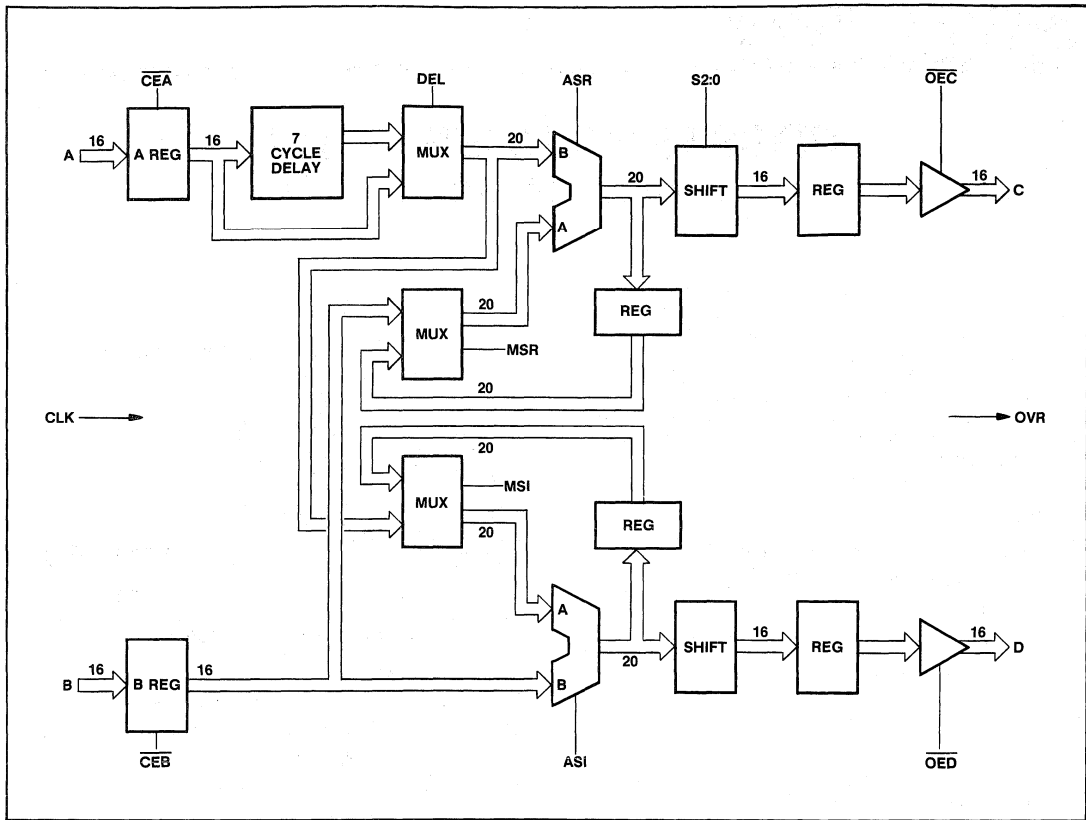 CEA DEL ASR S2:0 OEC
16 16 20 20 16 16
A A REG 7 CYCLE DELAY MUX B SHIFT REG C
A
20
MUX REG
MSR
20
CLK OVR
20
MUX MSI
REG
20
A
16 16 16 16
B B REG SHIFT REG D
20
B
CEB ASI OED